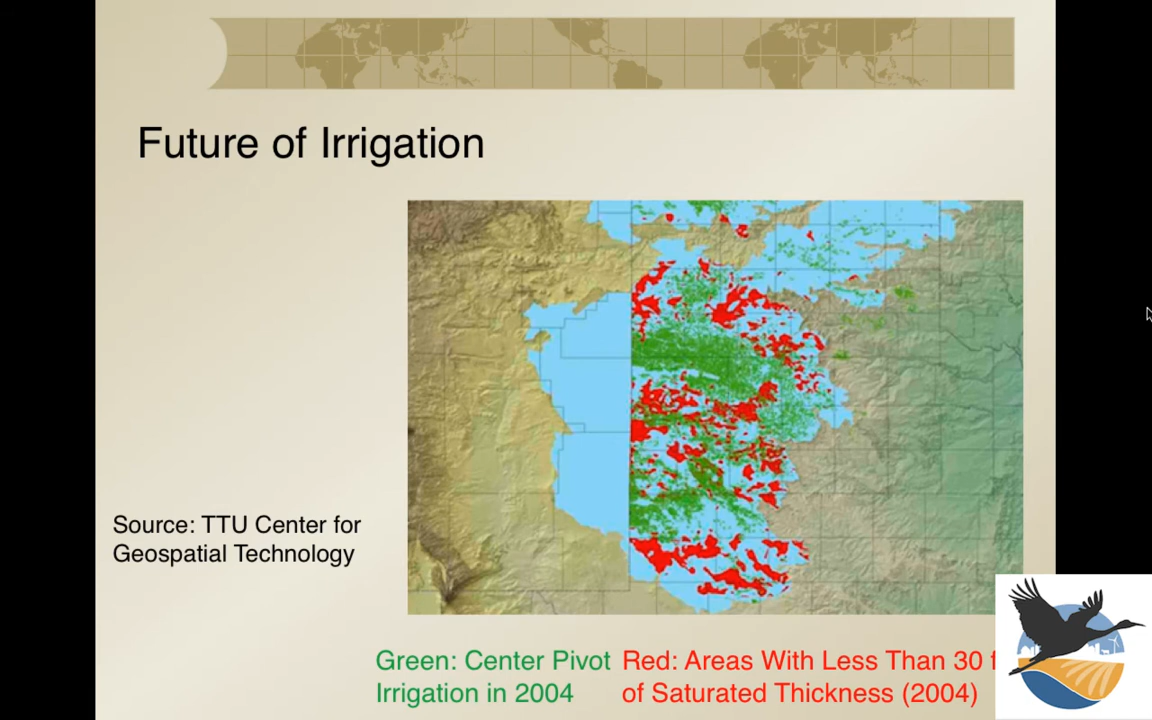 Future of Irrigation
Source: TTU Center for
Geospatial Technology
Green: Center Pivot
Irrigation in 2004
Red: Areas With Less Than 30
of Saturated Thickness (2004)